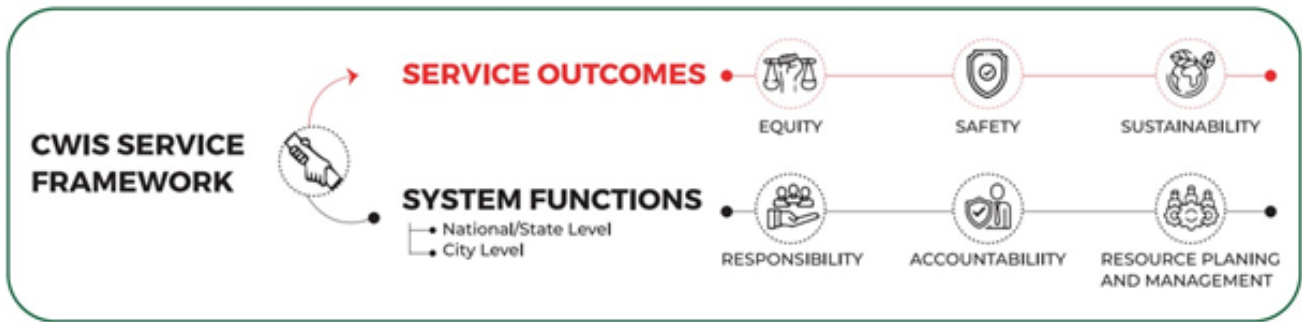 CWIS SERVICE
FRAMEWORK
SERVICE OUTCOMES
EQUITY
SAFETY
SUSTAINABILITY
SYSTEM FUNCTIONS
National/State Level
City Level
RESPONSIBILITY
ACCOUNTABILIITY
RESOURCE PLANING
AND MANAGEMENT